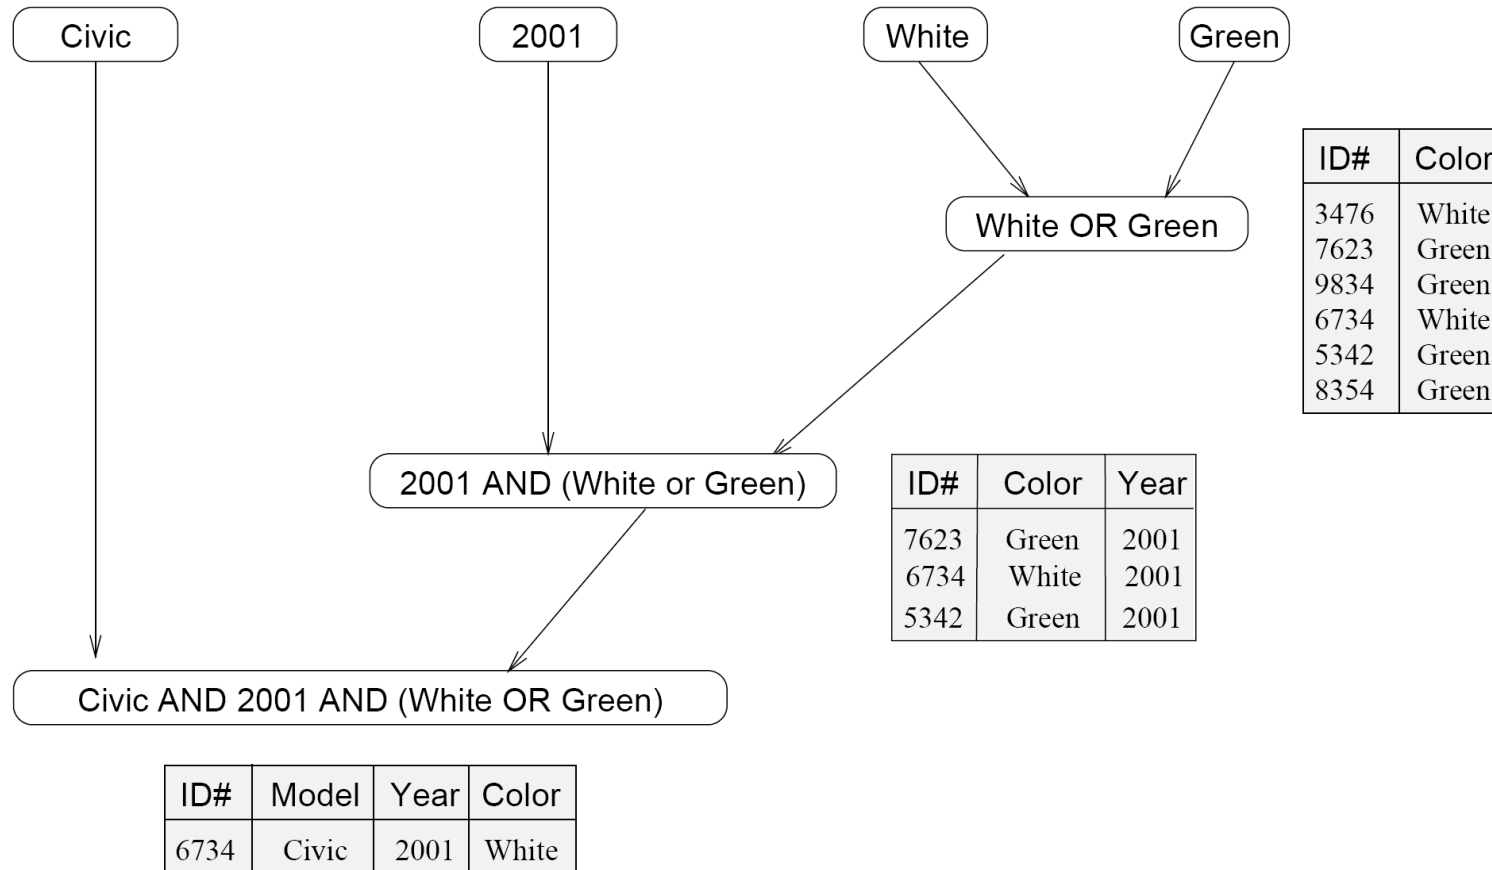 Civic
2001
White
Green
White OR Green
ID# Color
3476 White
7623 Green
9834 Green
6734 White
5342 Green
8354 Green
2001 AND (White or Green)
ID# Color Year
7623 Green 2001
6734 White 2001
5342 Green 2001
Civic AND 2001 AND (White OR Green)
ID# Model Year Color
6734 Civic 2001 White